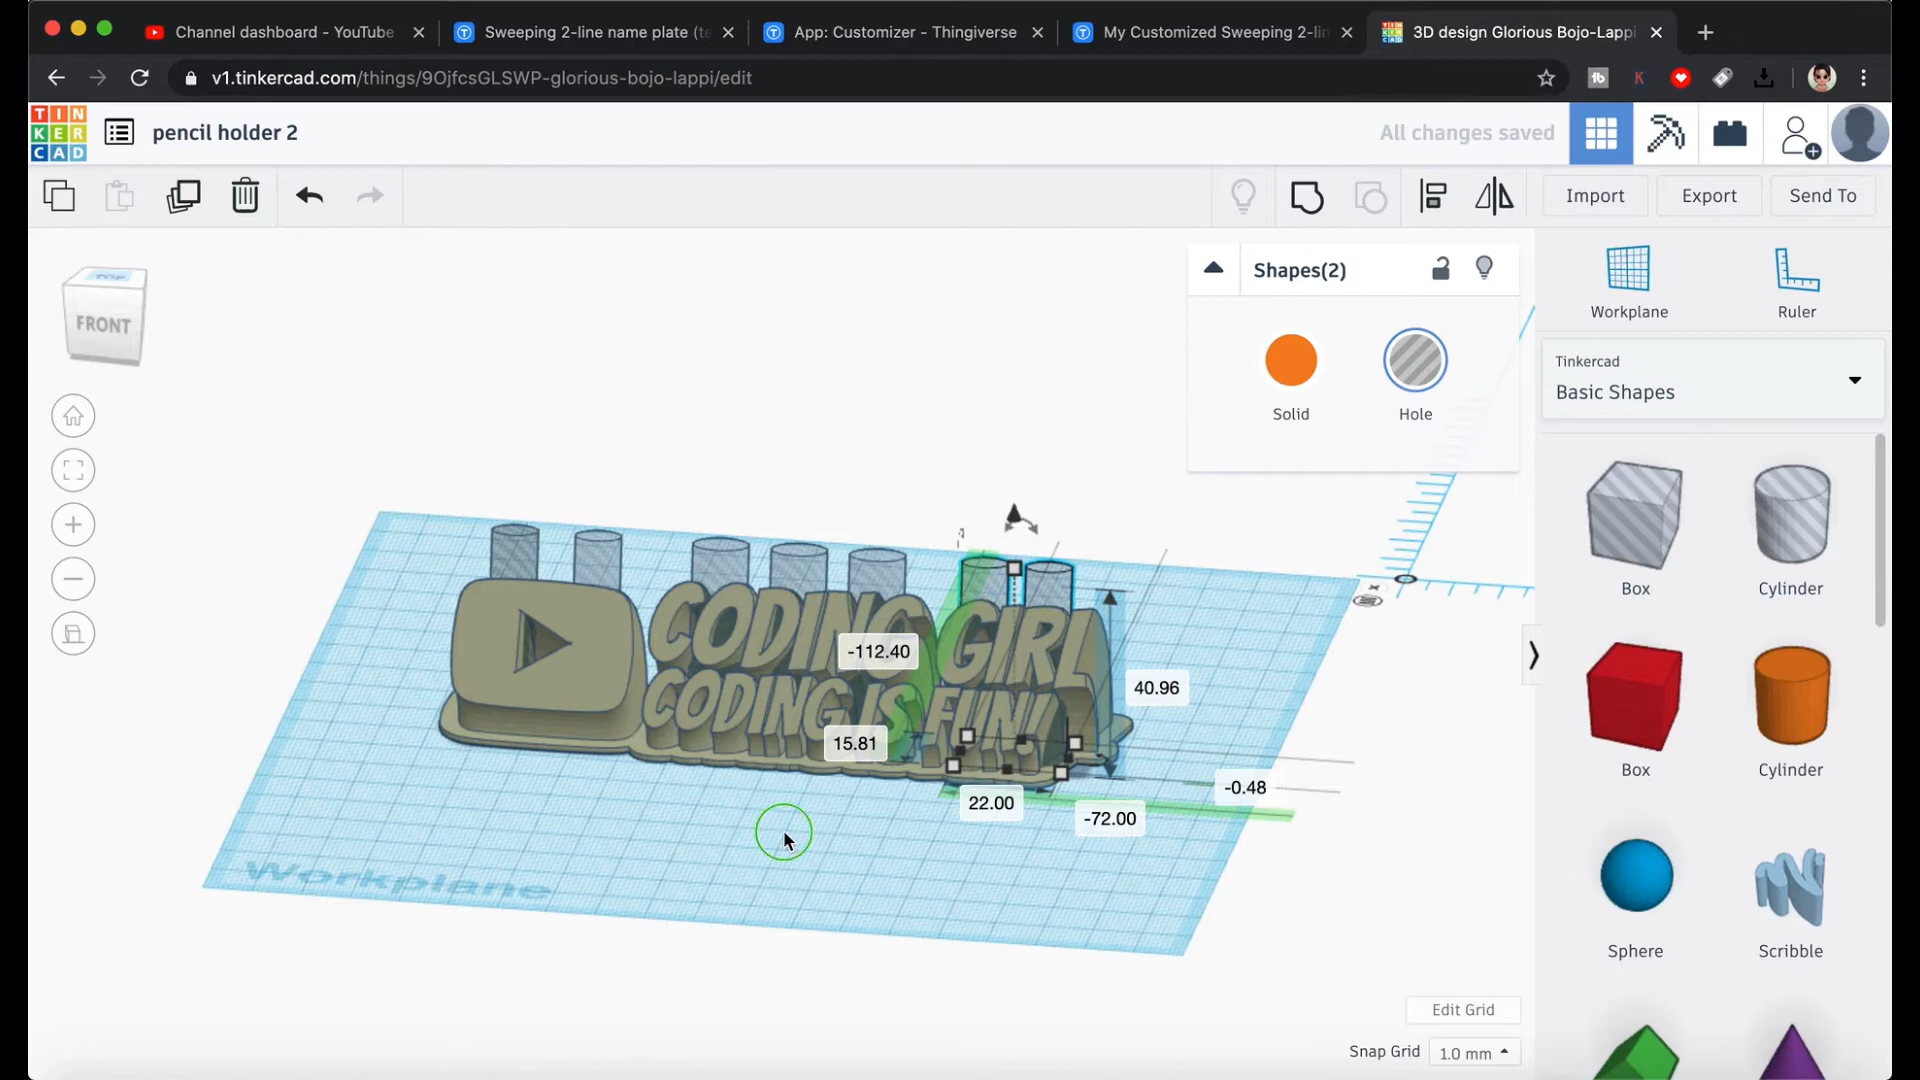 Channel dashboard - YouTube
Sweeping 2-line name plate (te
App: Customizer - Thingiverse
My Customized Sweeping 2-lin
3D design Glorious Bojo-Lappi
v1.tinkercad.com/things/9OjfcsGLSWP-glorious-bojo-lappi/edit
tb
K
TIN
KER
CAD
pencil holder 2
All changes saved
Import
Export
Send To
TOP
FRONT
Shapes(2)
Solid
Hole
Workplane
Ruler
Tinkercad
Basic Shapes
Box
Cylinder
Box
Cylinder
Sphere
Scribble
CODING GIRL
CODING IS FUN!
-112.40
40.96
15.81
-0.48
22.00
-72.00
Workplane
Edit Grid
Snap Grid
1.0 mm